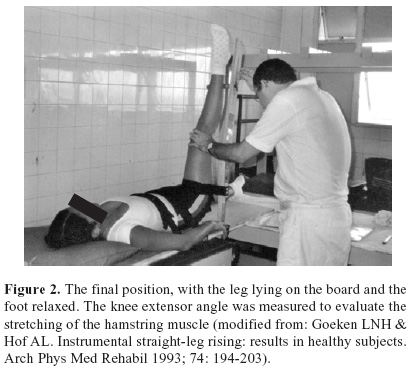 Figure 2. The final position, with the leg lying on the board and the
foot relaxed. The knee extensor angle was measured to evaluate the
stretching of the hamstring muscle (modified from: Goeken LNH &
Hof AL. Instrumental straight-leg rising: results in healthy subjects.
Arch Phys Med Rehabil 1993; 74: 194-203).